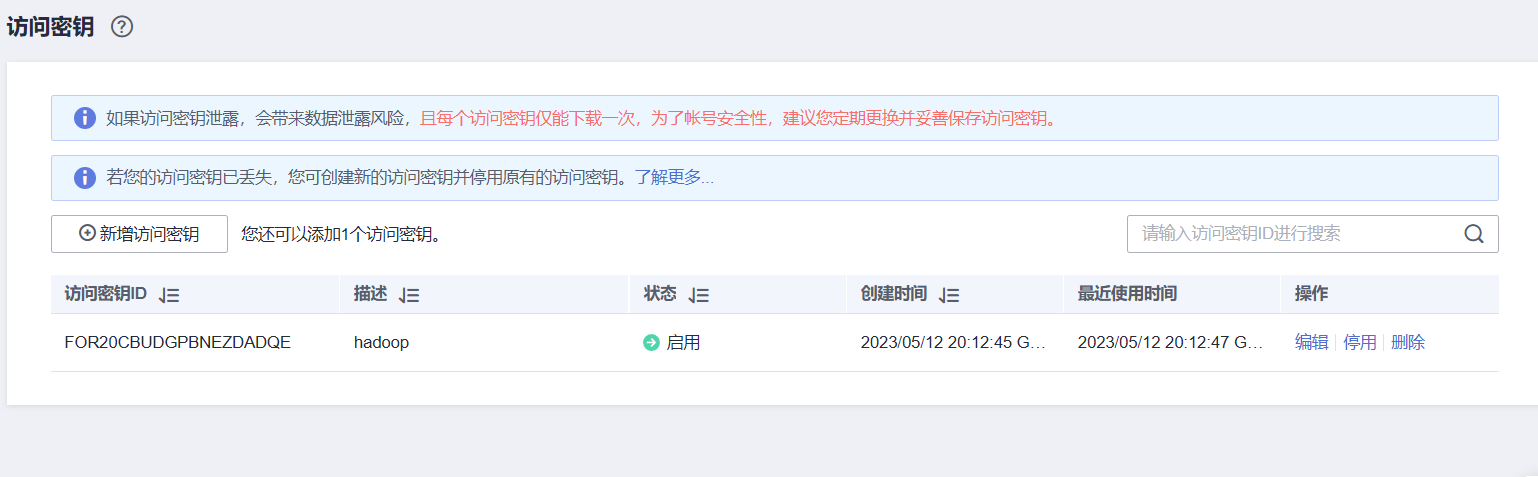 访问密钥
如果访问密钥泄露，会带来数据泄露风险，且每个访问密钥仅能下载一次，为了帐号安全性，建议您定期更换并妥善保存访问密钥。
若您的访问密钥已丢失，您可创建新的访问密钥并停用原有的访问密钥。了解更多...
新增访问密钥 您还可以添加1个访问密钥。 请输入访问密钥ID进行搜索
访问密钥ID 描述 状态 创建时间 最近使用时间 操作
FOR20CBUDGPBNEZDADQE hadoop 启用 2023/05/12 20:12:45 G... 2023/05/12 20:12:47 G... 编辑 停用 删除